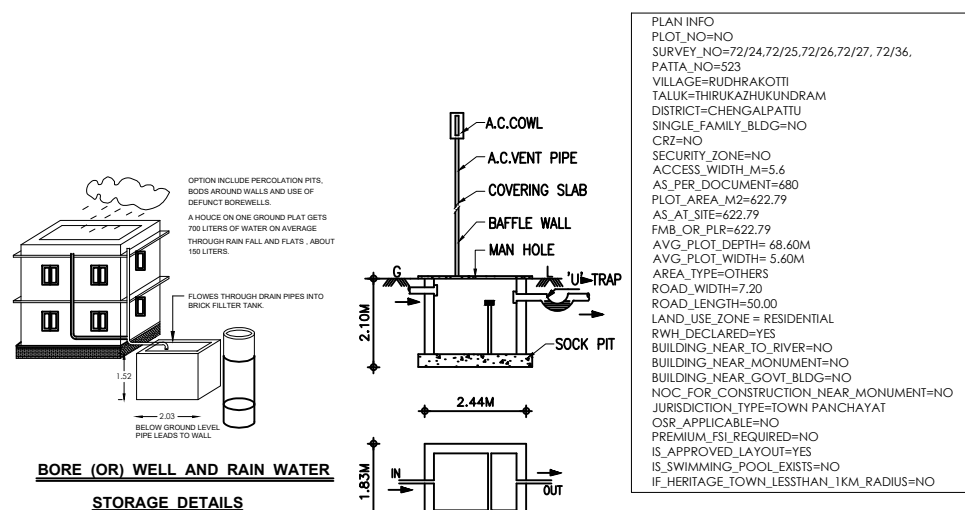 OPTION INCLUDE PERCOLATION PITS,
BODS AROUND WALLS AND USE OF
DEFUNCT BOREWELLS.
A HOUCE ON ONE GROUND PLAT GETS
700 LITERS OF WATER ON AVERAGE
THROUGH RAIN FALL AND FLATS , ABOUT
150 LITERS.
FLOWES THROUGH DRAIN PIPES INTO
BRICK FILLTER TANK.
1.52
2.03
BELOW GROUND LEVEL
PIPE LEADS TO WALL
BORE (OR) WELL AND RAIN WATER
STORAGE DETAILS
A.C.COWL
A.C.VENT PIPE
COVERING SLAB
BAFFLE WALL
MAN HOLE
G
L
'U' TRAP
2.10M
SOCK PIT
2.44M
1.83M
IN
OUT
PLAN INFO
PLOT_NO=NO
SURVEY_NO=72/24,72/25,72/26,72/27, 72/36,
PATTA_NO=523
VILLAGE=RUDHRAKOTTI
TALUK=THIRUKAZHUKUNDRAM
DISTRICT=CHENGALPATTU
SINGLE_FAMILY_BLDG=NO
CRZ=NO
SECURITY_ZONE=NO
ACCESS_WIDTH_M=5.6
AS_PER_DOCUMENT=680
PLOT_AREA_M2=622.79
AS_AT_SITE=622.79
FMB_OR_PLR=622.79
AVG_PLOT_DEPTH= 68.60M
AVG_PLOT_WIDTH= 5.60M
AREA_TYPE=OTHERS
ROAD_WIDTH=7.20
ROAD_LENGTH=50.00
LAND_USE_ZONE = RESIDENTIAL
RWH_DECLARED=YES
BUILDING_NEAR_TO_RIVER=NO
BUILDING_NEAR_MONUMENT=NO
BUILDING_NEAR_GOVT_BLDG=NO
NOC_FOR_CONSTRUCTION_NEAR_MONUMENT=NO
JURISDICTION_TYPE=TOWN PANCHAYAT
OSR_APPLICABLE=NO
PREMIUM_FSI_REQUIRED=NO
IS_APPROVED_LAYOUT=YES
IS_SWIMMING_POOL_EXISTS=NO
IF_HERITAGE_TOWN_LESSTHAN_1KM_RADIUS=NO